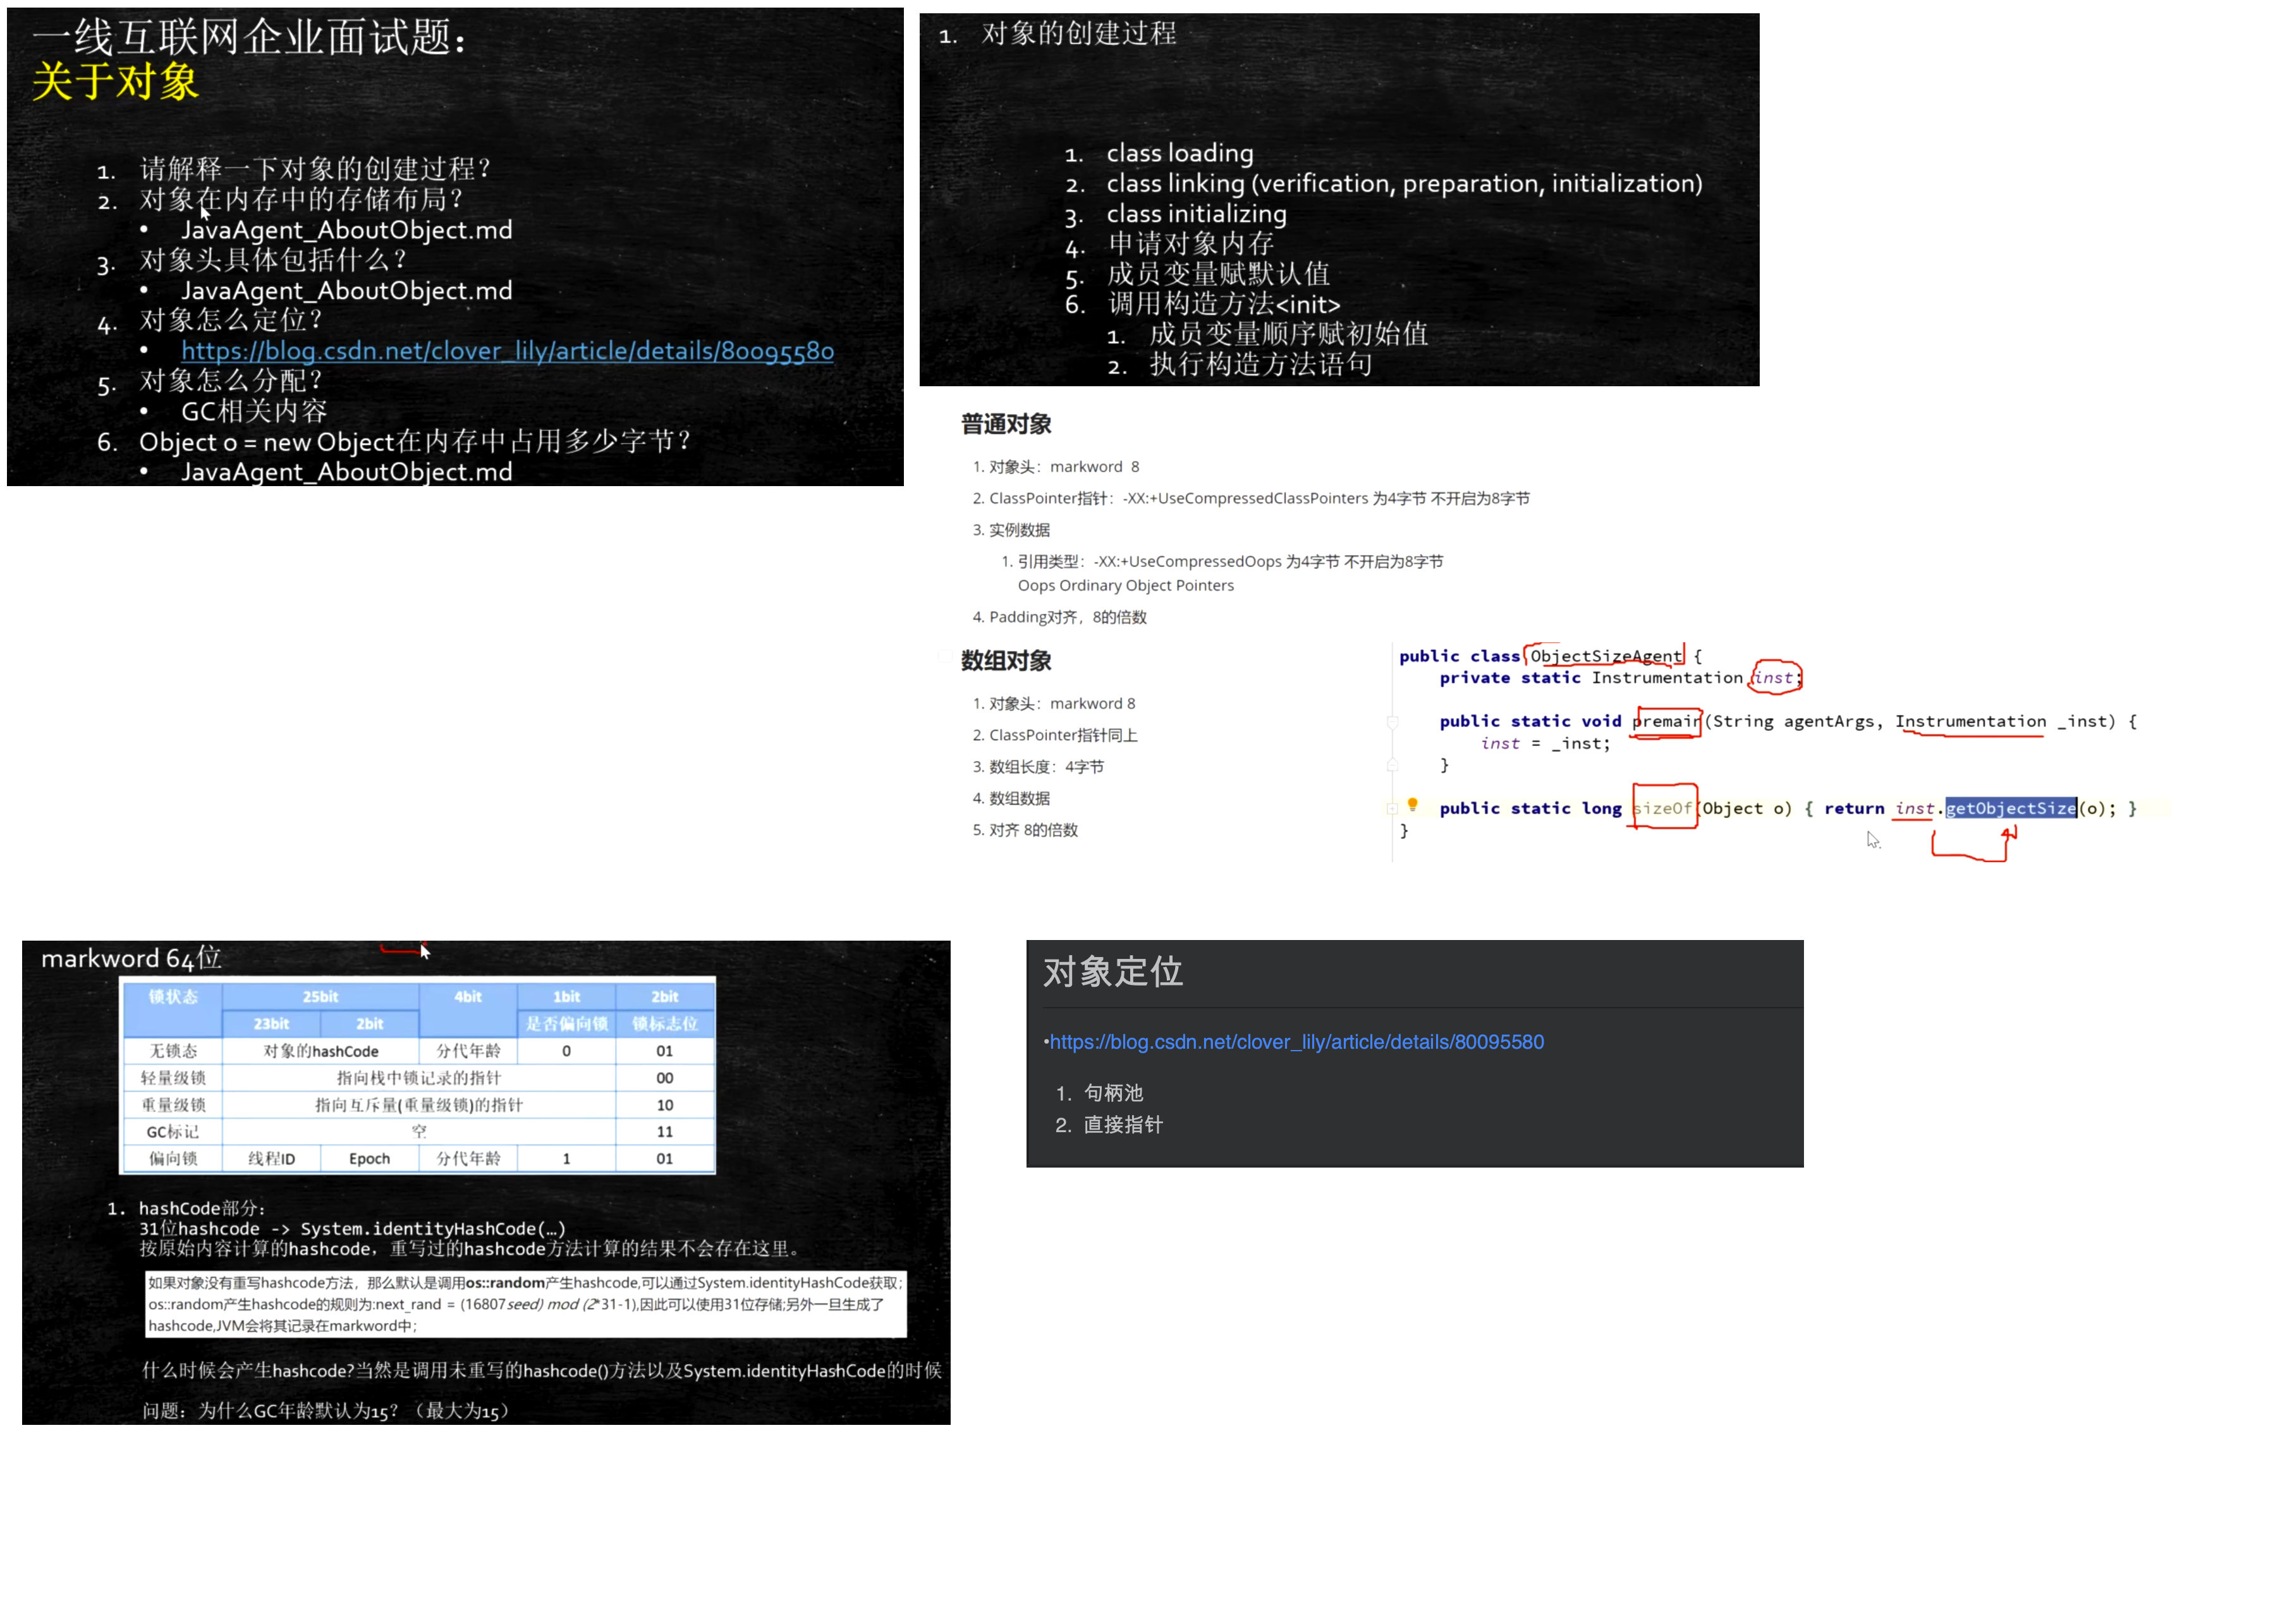 一线互联网企业面试题：
关于对象
1. 请解释一下对象的创建过程？
2. 对象在内存中的存储布局？
• JavaAgent_AboutObject.md
3. 对象头具体包括什么？
• JavaAgent_AboutObject.md
4. 对象怎么定位？
• https://blog.csdn.net/clover_lily/article/details/80095580
5. 对象怎么分配？
• GC相关内容
6. Object o = new Object在内存中占用多少字节？
• JavaAgent_AboutObject.md
1. 对象的创建过程
1. class loading
2. class linking (verification, preparation, initialization)
3. class initializing
4. 申请对象内存
5. 成员变量赋默认值
6. 调用构造方法<init>
1. 成员变量顺序赋初始值
2. 执行构造方法语句
普通对象
1. 对象头：markword 8
2. ClassPointer指针：-XX:+UseCompressedClassPointers 为4字节 不开启为8字节
3. 实例数据
1. 引用类型：-XX:+UseCompressedOops 为4字节 不开启为8字节
Oops Ordinary Object Pointers
4. Padding对齐，8的倍数
数组对象
1. 对象头：markword 8
2. ClassPointer指针同上
3. 数组长度：4字节
4. 数组数据
5. 对齐 8的倍数
public class ObjectSizeAgent {
private static Instrumentation inst;
public static void premain(String agentArgs, Instrumentation _inst) {
inst = _inst;
}
public static long sizeOf(Object o) { return inst.getObjectSize(o); }
}
markword 64位
锁状态 25bit 4bit 1bit 2bit
23bit 2bit 是否偏向锁 锁标志位
无锁态 对象的hashCode 分代年龄 0 01
轻量级锁 指向栈中锁记录的指针 00
重量级锁 指向互斥量(重量级锁)的指针 10
GC标记 空 11
偏向锁 线程ID Epoch 分代年龄 1 01
1. hashCode部分：
31位hashcode -> System.identityHashCode(…)
按原始内容计算的hashcode，重写过的hashcode方法计算的结果不会存在这里。
如果对象没有重写hashcode方法，那么默认是调用os::random产生hashcode,可以通过System.identityHashCode获取；
os::random产生hashcode的规则为:next_rand = (16807seed) mod (2*31-1),因此可以使用31位存储;另外一旦生成了
hashcode,JVM会将其记录在markword中；
什么时候会产生hashcode?当然是调用未重写的hashcode()方法以及System.identityHashCode的时候
问题：为什么GC年龄默认为15？（最大为15）
对象定位
•https://blog.csdn.net/clover_lily/article/details/80095580
1. 句柄池
2. 直接指针